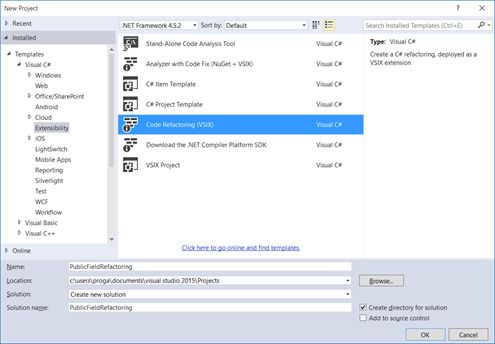 New Project
Recent
.NET Framework 4.5.2
Sort by:
Default
Search Installed Templates (Ctrl+E)
Installed
Templates
Visual C#
Windows
Web
Office/SharePoint
Android
Cloud
Extensibility
iOS
LightSwitch
Mobile Apps
Reporting
Silverlight
Test
WCF
Workflow
Visual Basic
Visual C++
Online
Stand-Alone Code Analysis Tool
Visual C#
Analyzer with Code Fix (NuGet + VSIX)
Visual C#
C# Item Template
Visual C#
C# Project Template
Visual C#
Code Refactoring (VSIX)
Visual C#
Download the .NET Compiler Platform SDK
Visual C#
VSIX Project
Visual C#
Click here to go online and find templates.
Type: Visual C#
Create a C# refactoring, deployed as a
VSIX extension
Name:
PublicFieldRefactoring
Location:
c:\users\proga\documents\visual studio 2015\Projects
Browse...
Solution:
Create new solution
Solution name:
PublicFieldRefactoring
Create directory for solution
Add to source control
OK
Cancel